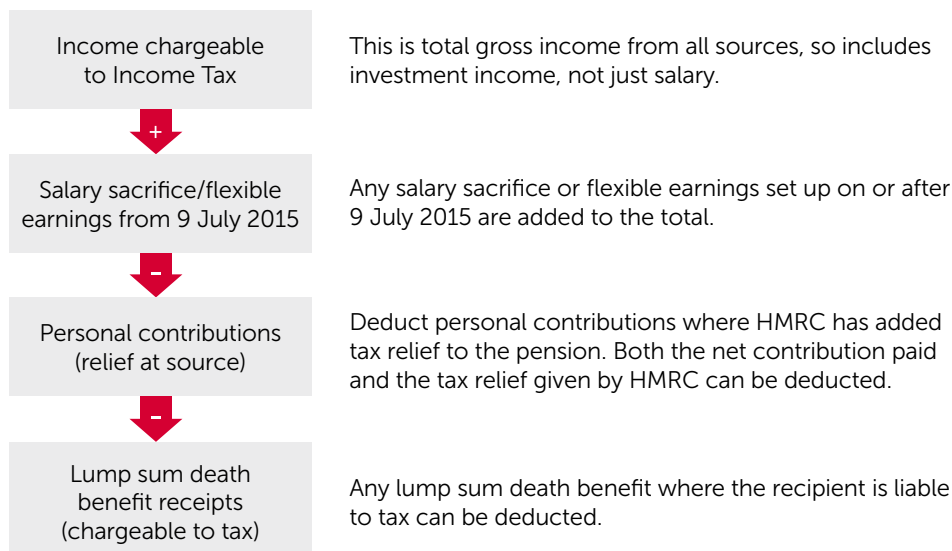 Income chargeable
to Income Tax
This is total gross income from all sources, so includes
investment income, not just salary.
+
Salary sacrifice/flexible
earnings from 9 July 2015
Any salary sacrifice or flexible earnings set up on or after
9 July 2015 are added to the total.
-
Personal contributions
(relief at source)
Deduct personal contributions where HMRC has added
tax relief to the pension. Both the net contribution paid
and the tax relief given by HMRC can be deducted.
-
Lump sum death
benefit receipts
(chargeable to tax)
Any lump sum death benefit where the recipient is liable
to tax can be deducted.